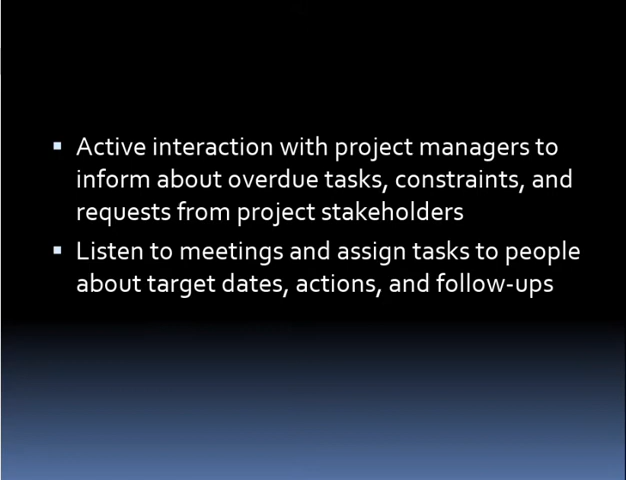 Active interaction with project managers to
inform about overdue tasks, constraints, and
requests from project stakeholders
Listen to meetings and assign tasks to people
about target dates, actions, and follow-ups